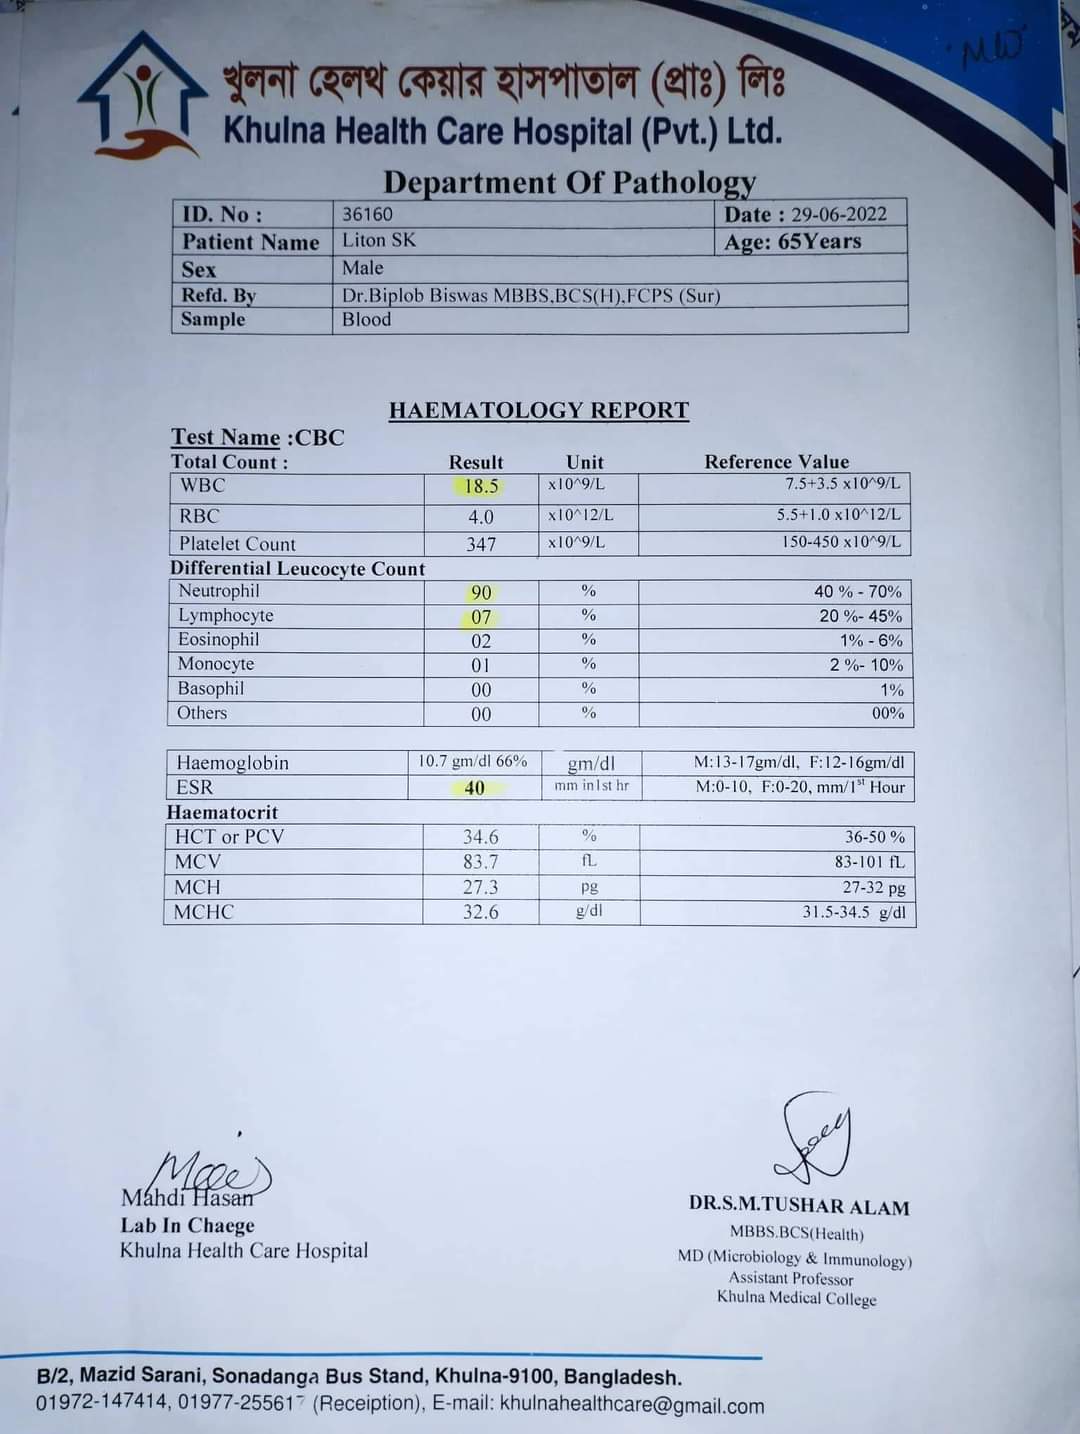 MW
খুলনা হেলথ কেয়ার হাসপাতাল (প্রাঃ) লিঃ
Khulna Health Care Hospital (Pvt.) Ltd.
Department Of Pathology
ID. No : 36160 Date : 29-06-2022
Patient Name Liton SK Age: 65Years
Sex Male
Refd. By Dr.Biplob Biswas MBBS,BCS(H),FCPS (Sur)
Sample Blood
HAEMATOLOGY REPORT
Test Name :CBC
Total Count : Result Unit Reference Value
WBC 18.5 x10^9/L 7.5+3.5 x10^9/L
RBC 4.0 x10^12/L 5.5+1.0 x10^12/L
Platelet Count 347 x10^9/L 150-450 x10^9/L
Differential Leucocyte Count
Neutrophil 90 % 40 % - 70%
Lymphocyte 07 % 20 %- 45%
Eosinophil 02 % 1% - 6%
Monocyte 01 % 2 %- 10%
Basophil 00 % 1%
Others 00 % 00%
Haemoglobin 10.7 gm/dl 66% gm/dl M:13-17gm/dl, F:12-16gm/dl
ESR 40 mm in1st hr M:0-10, F:0-20, mm/1st Hour
Haematocrit
HCT or PCV 34.6 % 36-50 %
MCV 83.7 fL 83-101 fL
MCH 27.3 pg 27-32 pg
MCHC 32.6 g/dl 31.5-34.5 g/dl
Mahdi Hasan
Lab In Chaege
Khulna Health Care Hospital
DR.S.M.TUSHAR ALAM
MBBS.BCS(Health)
MD (Microbiology & Immunology)
Assistant Professor
Khulna Medical College
B/2, Mazid Sarani, Sonadanga Bus Stand, Khulna-9100, Bangladesh.
01972-147414, 01977-255617 (Receiption), E-mail: khulnahealthcare@gmail.com